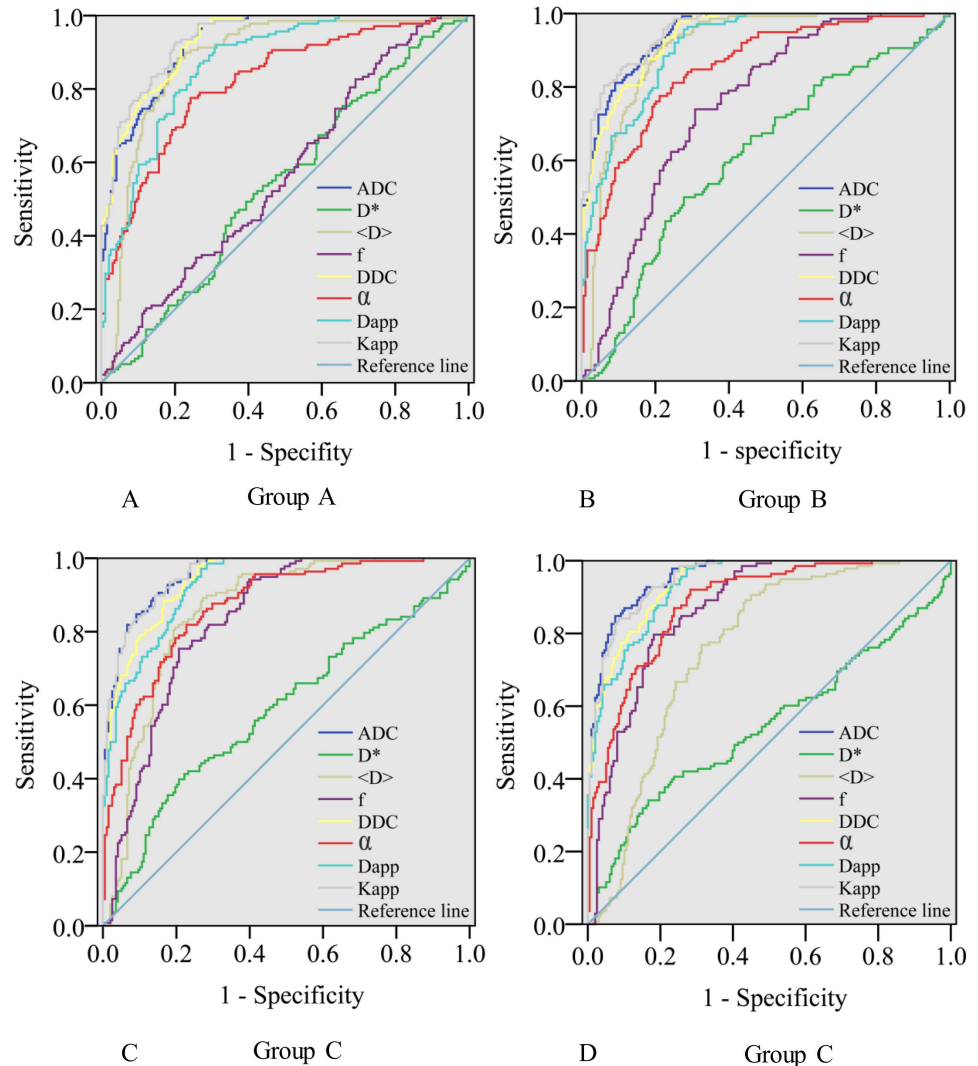 1.0
0.8
0.6
0.4
0.2
0.0
Sensitivity
ADC
D*
<D>
f
DDC
α
Dapp
Kapp
Reference line
0.0 0.2 0.4 0.6 0.8 1.0
1 - Specifity
A Group A
1.0
0.8
0.6
0.4
0.2
0.0
Sensitivity
ADC
D*
<D>
f
DDC
α
Dapp
Kapp
Reference line
0.0 0.2 0.4 0.6 0.8 1.0
1 - specificity
B Group B
1.0
0.8
0.6
0.4
0.2
0.0
Sensitivity
ADC
D*
<D>
f
DDC
α
Dapp
Kapp
Reference line
0.0 0.2 0.4 0.6 0.8 1.0
1 - Specificity
C Group C
1.0
0.8
0.6
0.4
0.2
0.0
Sensitivity
ADC
D*
<D>
f
DDC
α
Dapp
Kapp
Reference line
0.0 0.2 0.4 0.6 0.8 1.0
1 - Specificity
D Group C